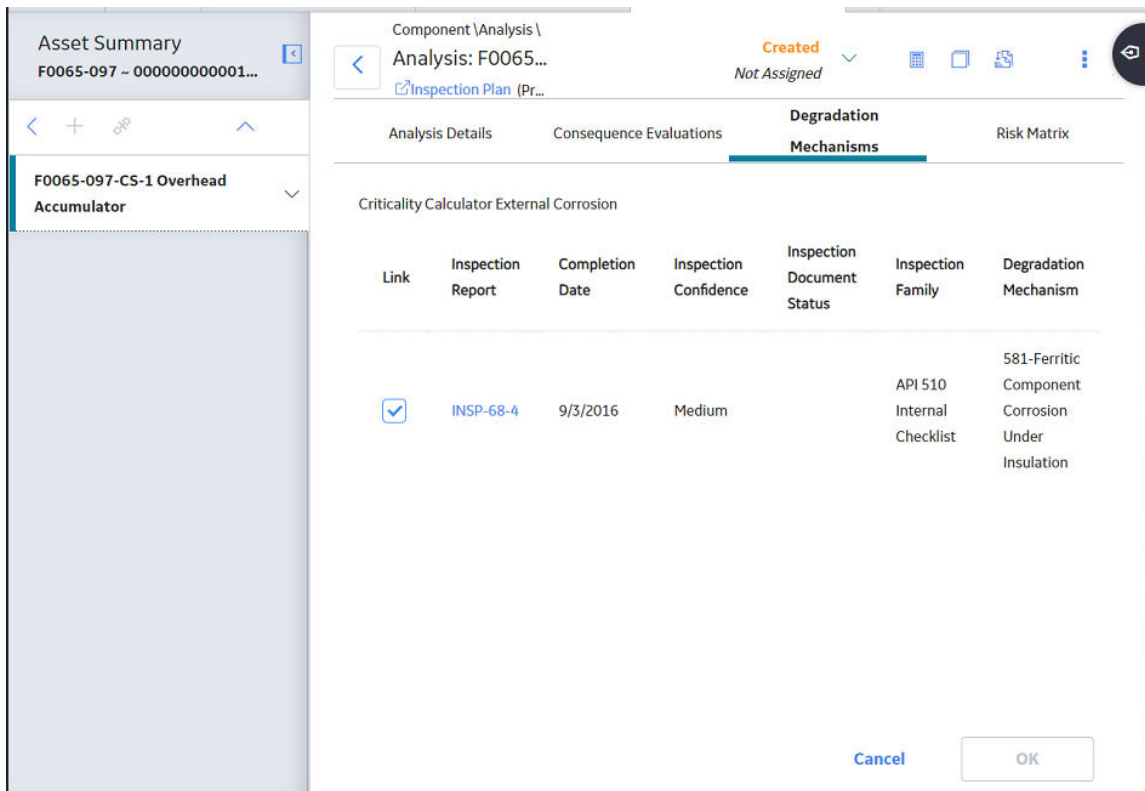 Asset Summary
F0065-097 ~ 000000000001...
Component \Analysis \
Analysis: F0065...
Inspection Plan (Pr...
Created
Not Assigned
Analysis Details
Consequence Evaluations
Degradation
Mechanisms
Risk Matrix
F0065-097-CS-1 Overhead
Accumulator
Criticality Calculator External Corrosion
Link
Inspection
Report
Completion
Date
Inspection
Confidence
Inspection
Document
Status
Inspection
Family
Degradation
Mechanism
INSP-68-4
9/3/2016
Medium
API 510
Internal
Checklist
581-Ferritic
Component
Corrosion
Under
Insulation
Cancel
OK